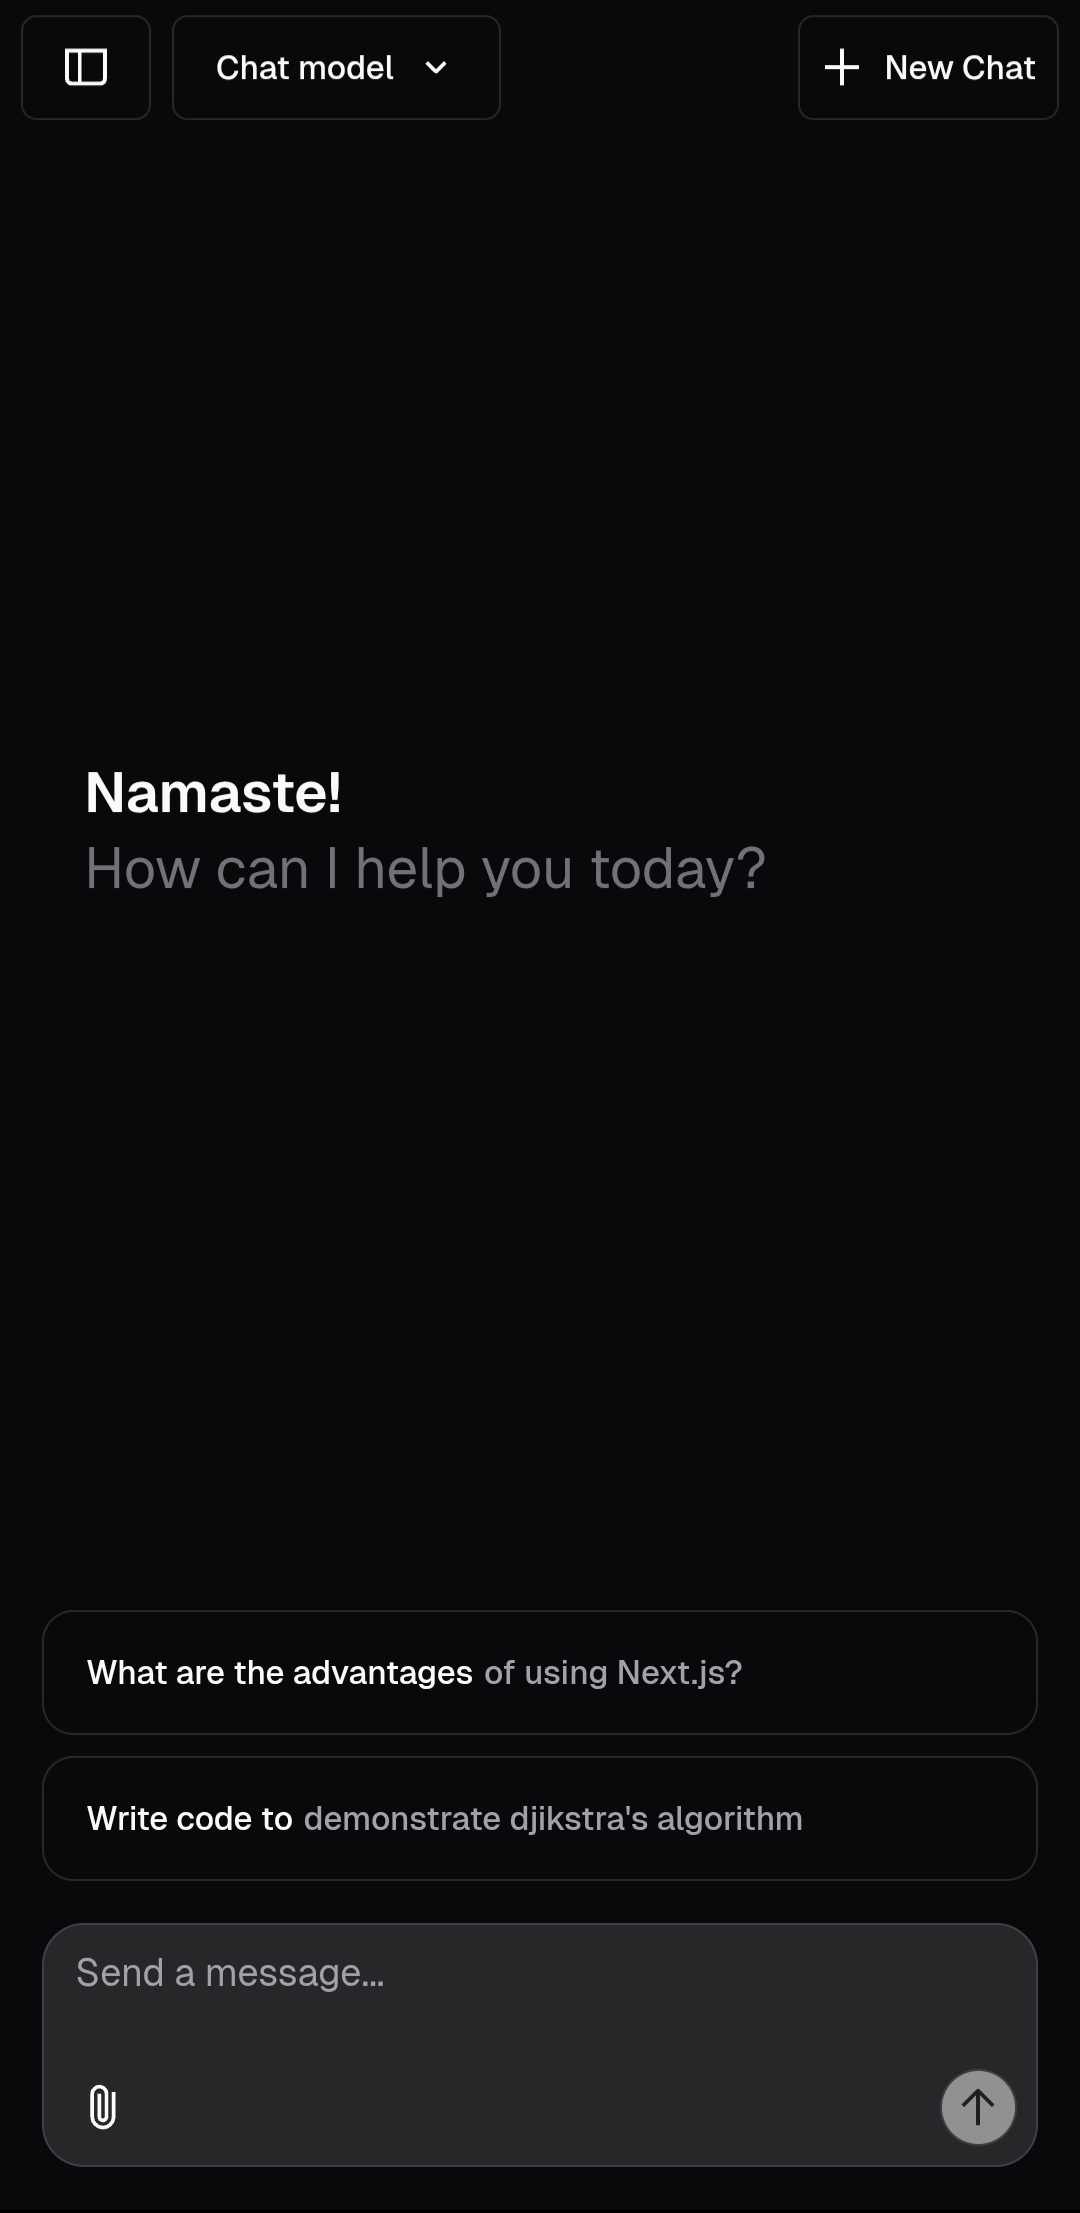 Chat model
New Chat
Namaste!
How can I help you today?
What are the advantages of using Next.js?
Write code to demonstrate djikstra's algorithm
Send a message...